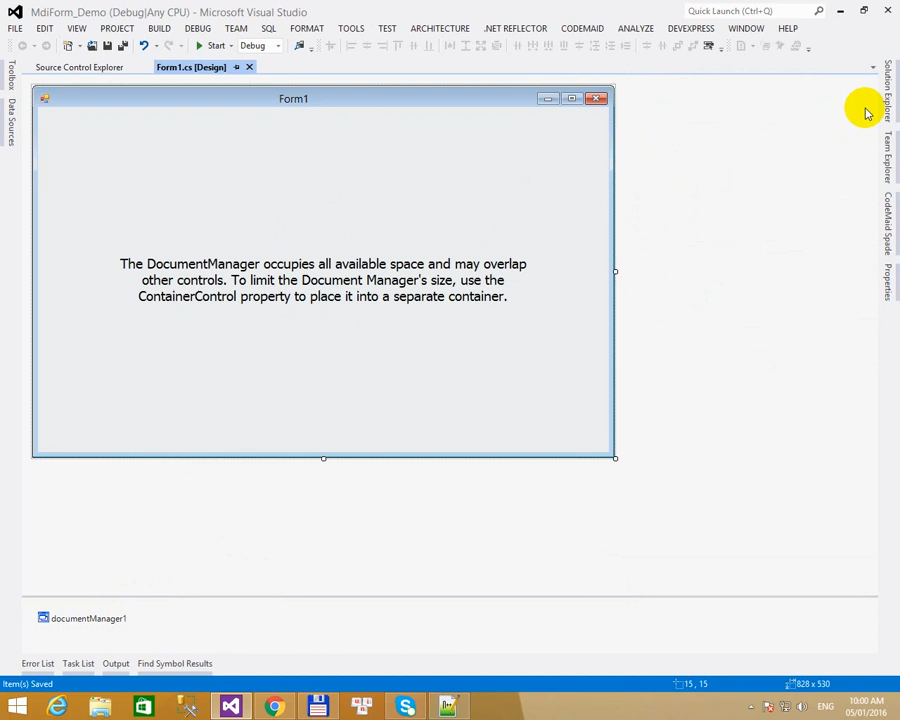 MdiForm_Demo (Debug|Any CPU) - Microsoft Visual Studio
Quick Launch (Ctrl+Q)
FILE EDIT VIEW PROJECT BUILD DEBUG TEAM SQL FORMAT TOOLS TEST ARCHITECTURE .NET REFLECTOR CODEMAID ANALYZE DEVEXPRESS WINDOW HELP
Start Debug
Source Control Explorer Form1.cs [Design]
Toolbox
Data Sources
Form1
The DocumentManager occupies all available space and may overlap
other controls. To limit the Document Manager's size, use the
ContainerControl property to place it into a separate container.
Solution Explorer
Team Explorer
CodeMaid Spade
Properties
documentManager1
Error List Task List Output Find Symbol Results
Item(s) Saved 15 , 15 828 x 530
ENG
10:00 AM
05/01/2016